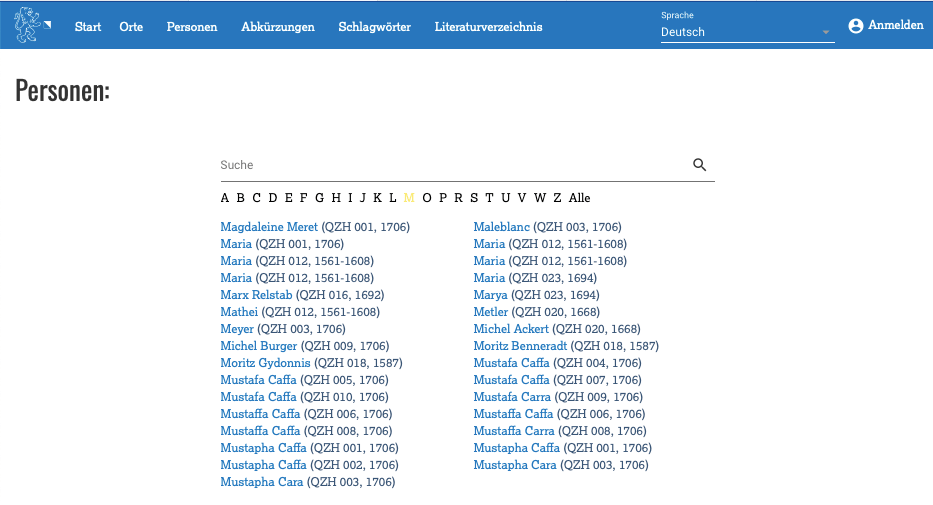 Start Orte Personen Abkürzungen Schlagwörter Literaturverzeichnis Sprache Deutsch Anmelden
Personen:
Suche
A B C D E F G H I J K L M O P R S T U V W Z Alle
Magdaleine Meret (QZH 001, 1706) Maleblanc (QZH 003, 1706)
Maria (QZH 001, 1706) Maria (QZH 012, 1561-1608)
Maria (QZH 012, 1561-1608) Maria (QZH 012, 1561-1608)
Maria (QZH 012, 1561-1608) Maria (QZH 023, 1694)
Marx Relstab (QZH 016, 1692) Marya (QZH 023, 1694)
Mathei (QZH 012, 1561-1608) Metler (QZH 020, 1668)
Meyer (QZH 003, 1706) Michel Ackert (QZH 020, 1668)
Michel Burger (QZH 009, 1706) Moritz Benneradt (QZH 018, 1587)
Moritz Gydonnis (QZH 018, 1587) Mustafa Caffa (QZH 004, 1706)
Mustafa Caffa (QZH 005, 1706) Mustafa Caffa (QZH 007, 1706)
Mustafa Caffa (QZH 010, 1706) Mustafa Carra (QZH 009, 1706)
Mustaffa Caffa (QZH 006, 1706) Mustaffa Caffa (QZH 006, 1706)
Mustaffa Caffa (QZH 008, 1706) Mustaffa Carra (QZH 008, 1706)
Mustapha Caffa (QZH 001, 1706) Mustapha Caffa (QZH 001, 1706)
Mustapha Caffa (QZH 002, 1706) Mustapha Cara (QZH 003, 1706)
Mustapha Cara (QZH 003, 1706)